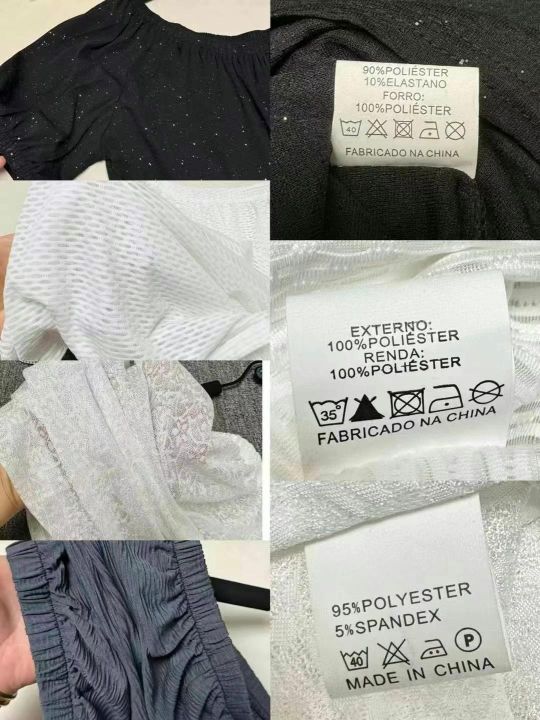 90%POLIÉSTER
10%ELASTANO
FORRO:
100%POLIÉSTER
40
FABRICADO NA CHINA
EXTERNO:
100%POLIÉSTER
RENDA:
100%POLIÉSTER
35°
FABRICADO NA CHINA
95%POLYESTER
5%SPANDEX
40 P
MADE IN CHINA